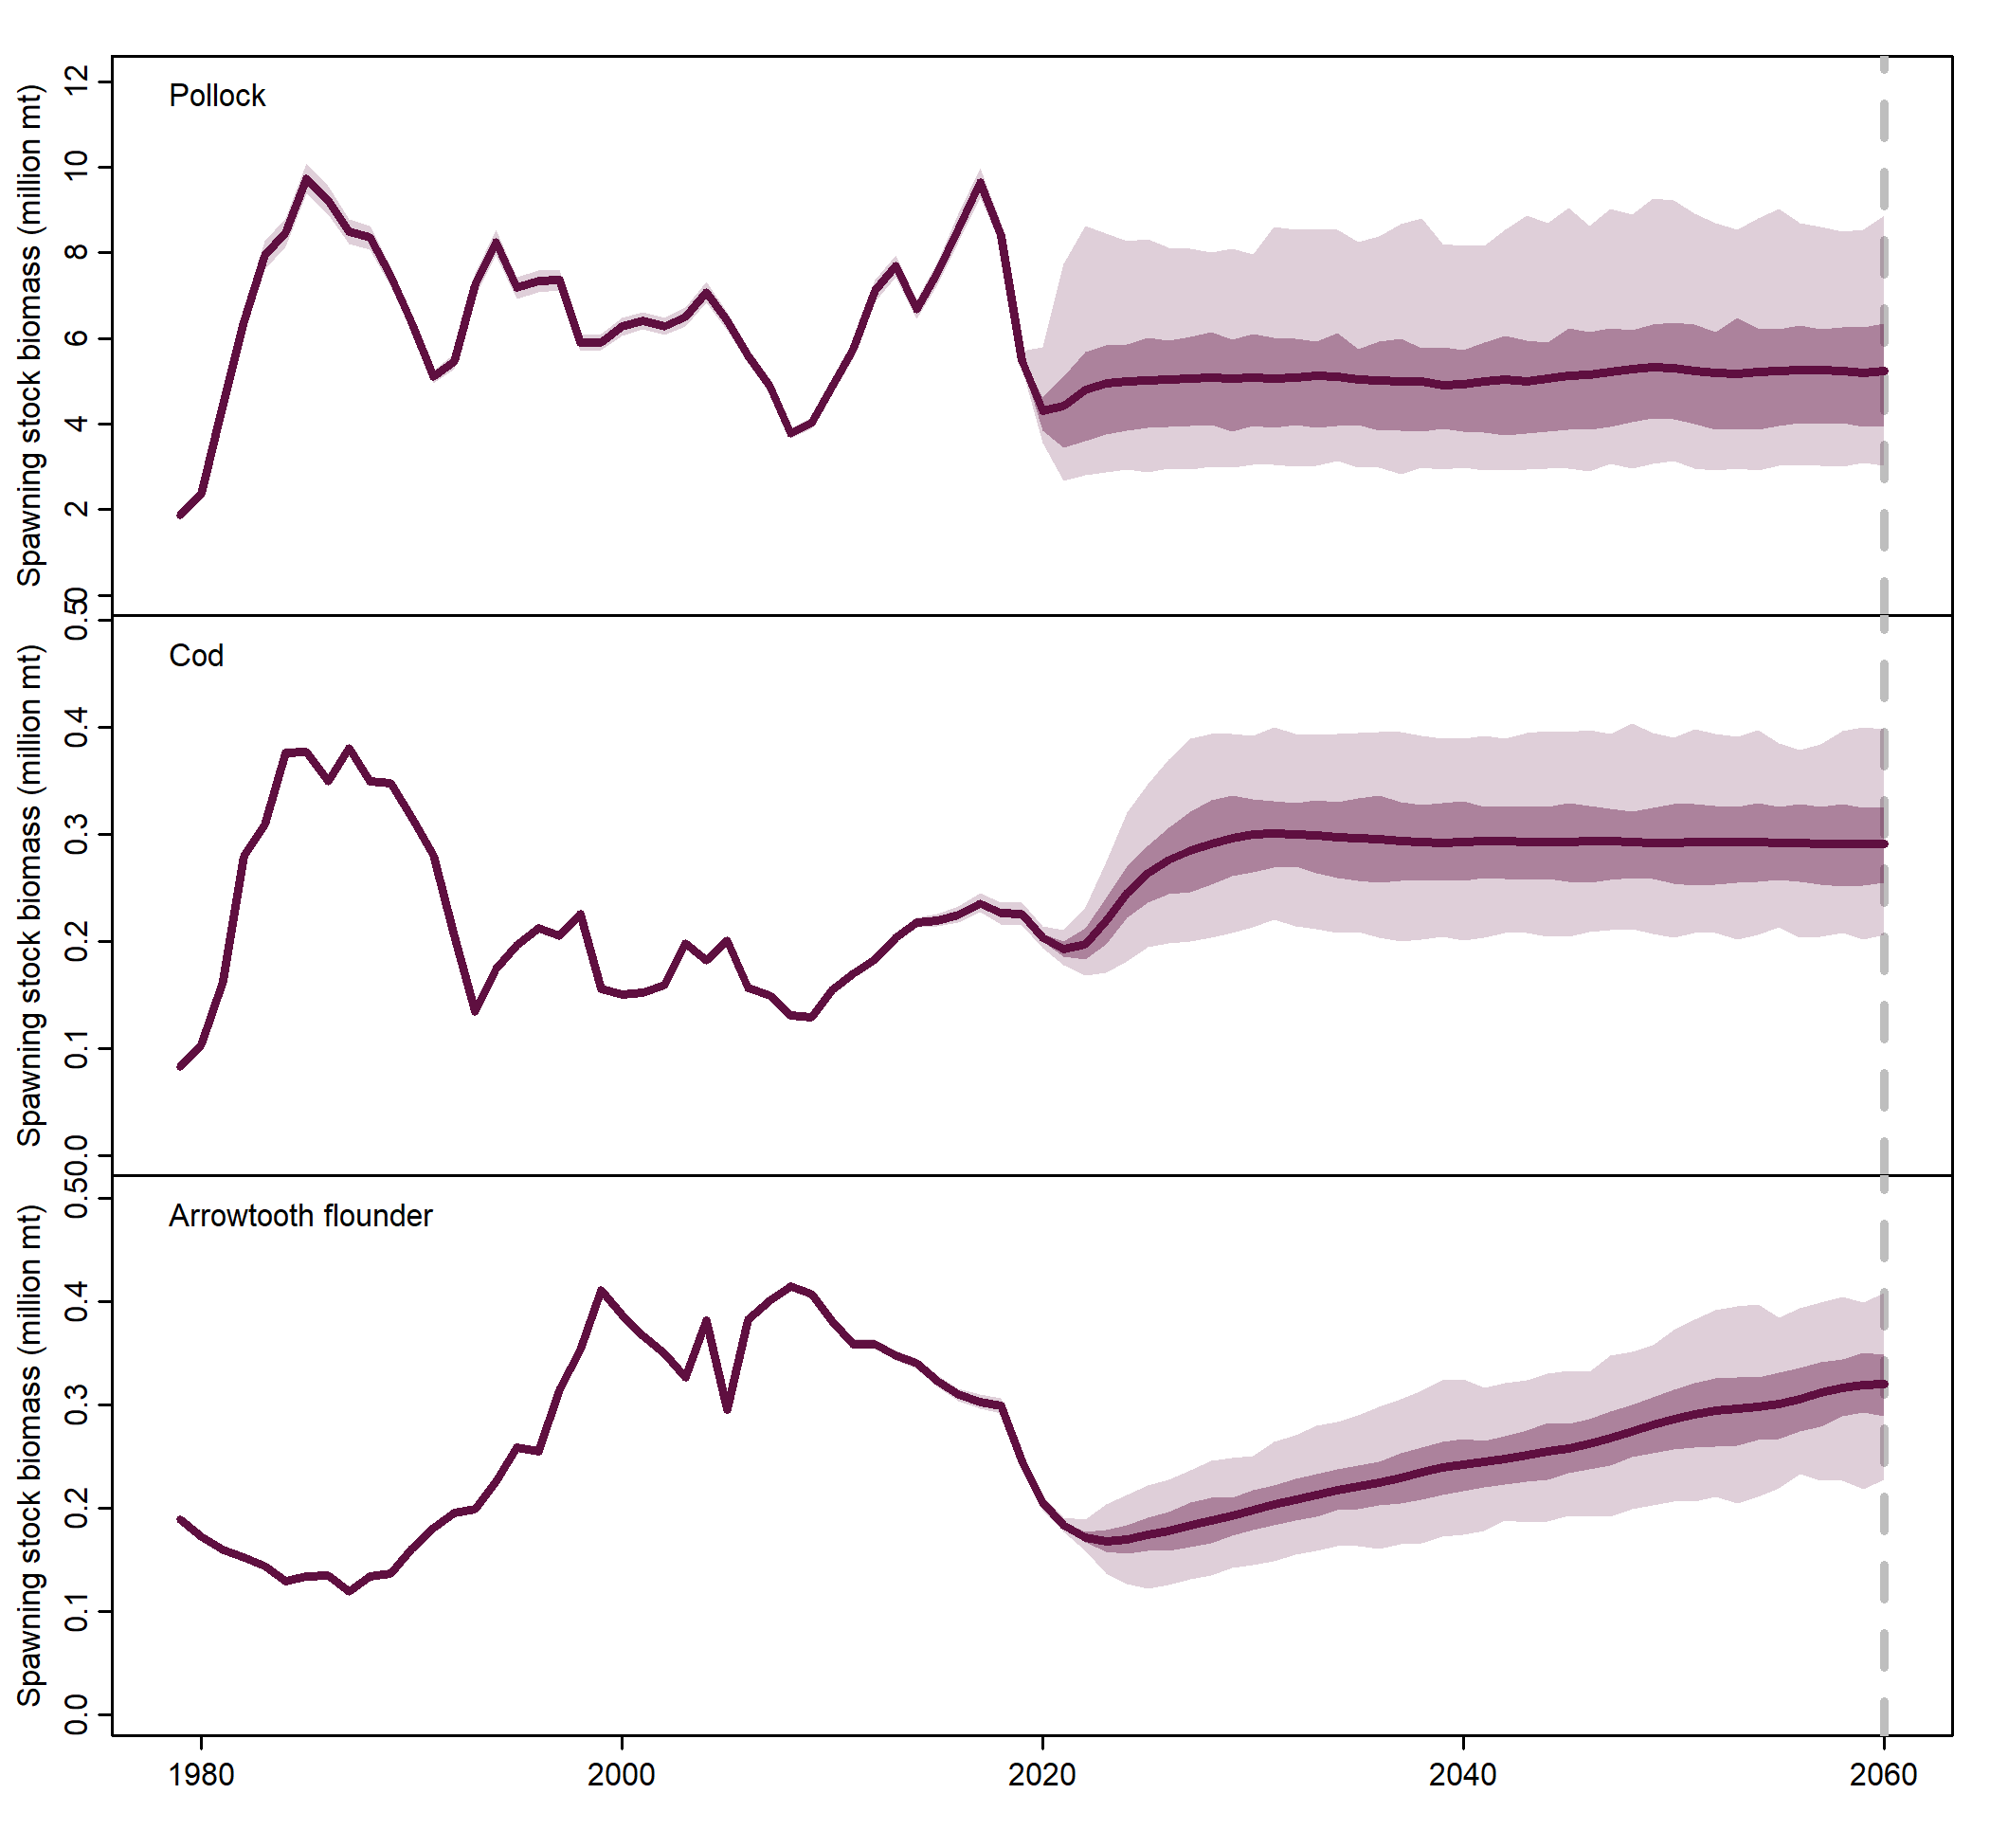 Pollock
Spawning stock biomass (million mt)
12
10
8
6
4
2
0
Cod
Spawning stock biomass (million mt)
0.5
0.4
0.3
0.2
0.1
0.0
Arrowtooth flounder
Spawning stock biomass (million mt)
0.5
0.4
0.3
0.2
0.1
0.0
1980 2000 2020 2040 2060